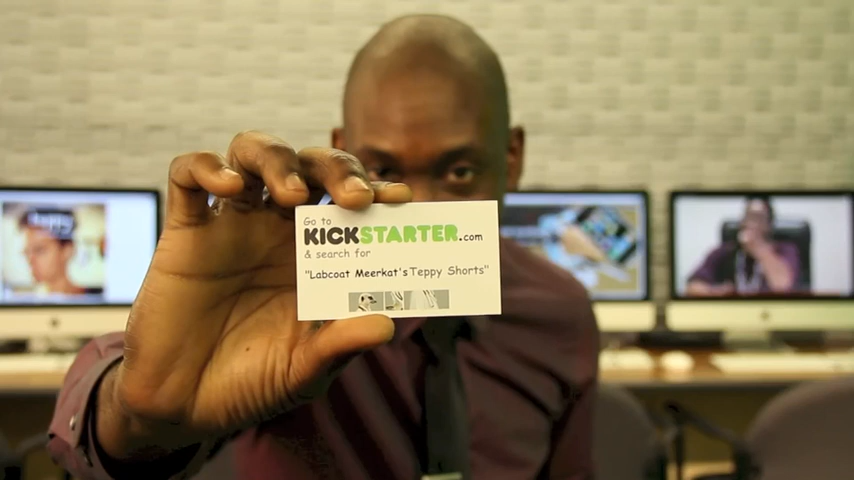 Go to
KICKSTARTER.com
& search for
"Labcoat Meerkat's Teppy Shorts"